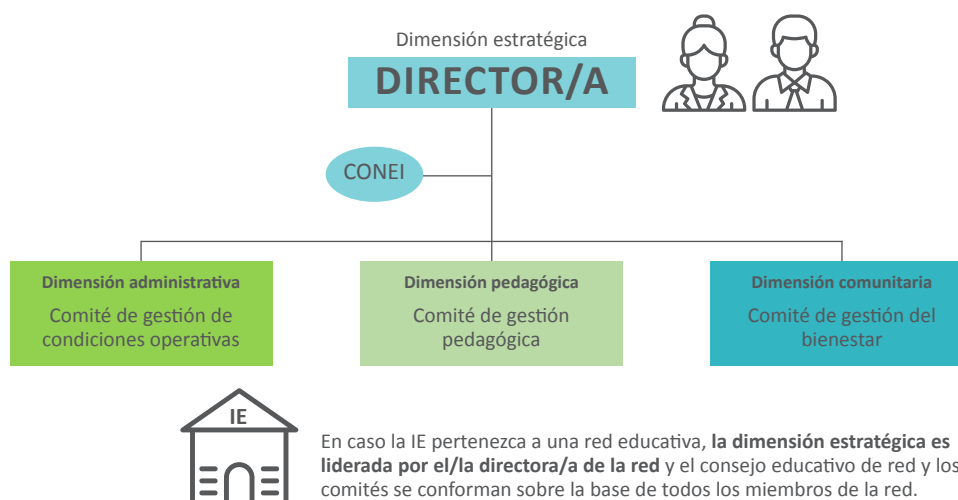 Dimensión estratégica
DIRECTOR/A
CONEI
Dimensión administrativa
Comité de gestión de
condiciones operativas
Dimensión pedagógica
Comité de gestión
pedagógica
Dimensión comunitaria
Comité de gestión del
bienestar
IE
En caso la IE pertenezca a una red educativa, la dimensión estratégica es
liderada por el/la directora/a de la red y el consejo educativo de red y los
comités se conforman sobre la base de todos los miembros de la red.